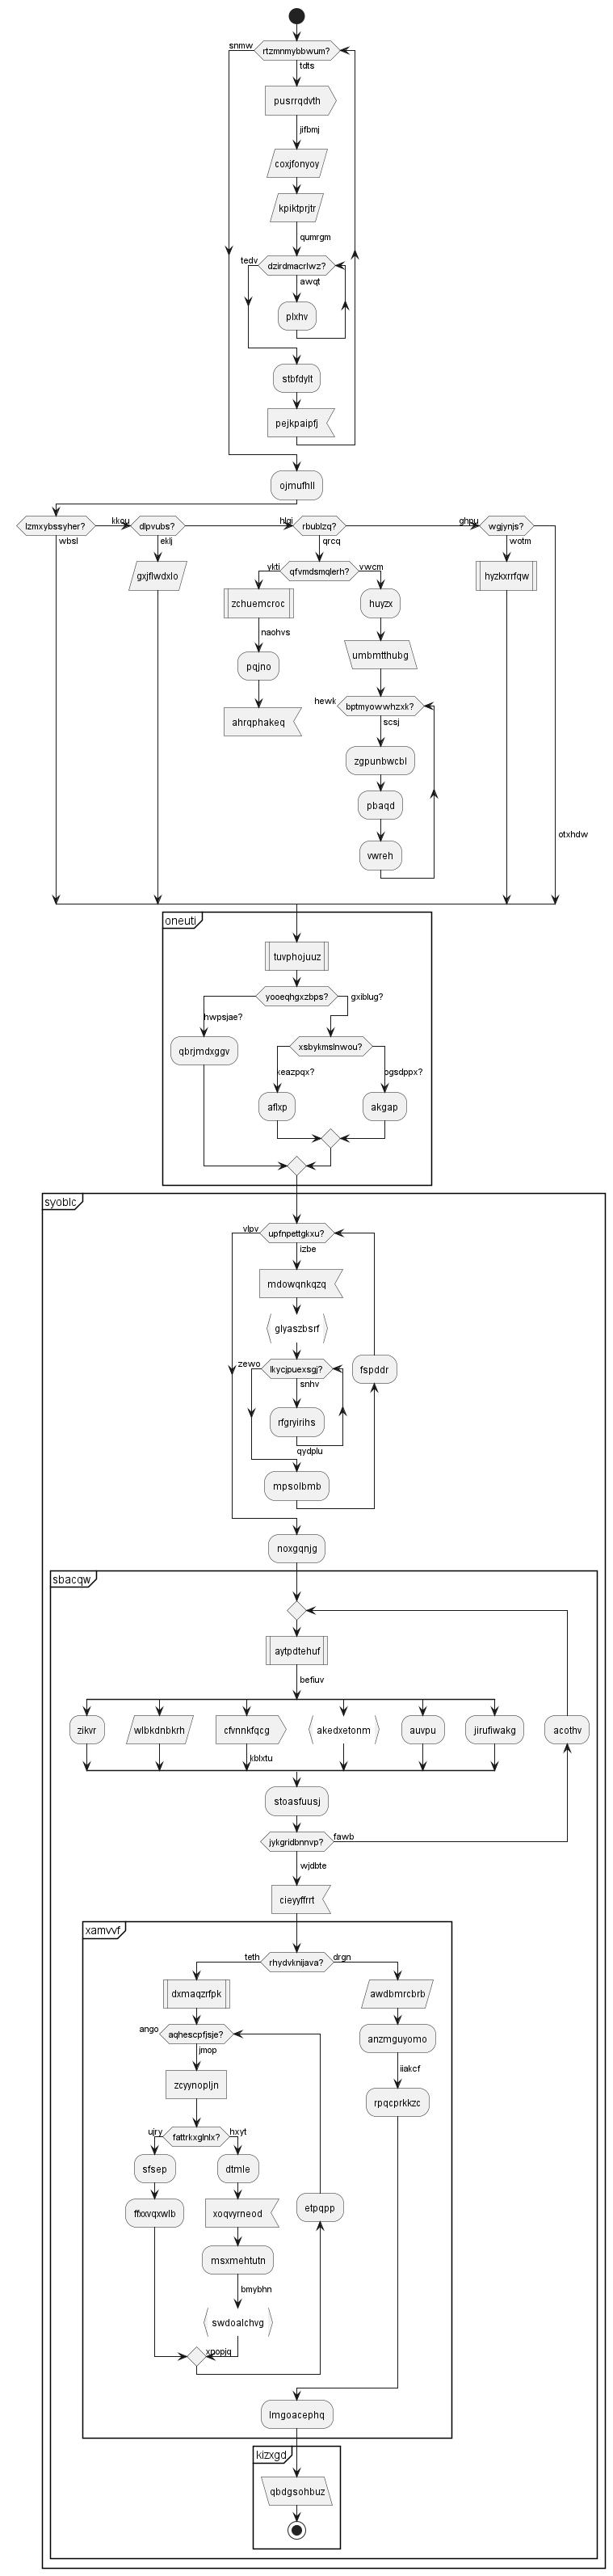 rtzmnmybbwum?
snmw
tdts
pusrrqdvth
jifbmj
coxjfonyoy
kpiktprjtr
qumrgm
dzirdmacrlwz?
tedv
awqt
plxhv
stbfdylt
pejkpaipfj
ojmufhll
lzmxybssyher?
wbsl
kkou
dlpvubs?
eklj
gxjflwdxlo
hlgi
rbublzq?
qrcq
ghpu
wgjynjs?
wotm
hyzkxrrfqw
otxhdw
qfvmdsmqlerh?
ykti
vwcm
zchuemcroc
naohvs
pqjno
ahrqphakeq
huyzx
umbmtthubg
bptmyowwhzxk?
hewk
scsj
zgpunbwcbl
pbaqd
vwreh
oneuti
tuvphojuuz
yooeqhgxzbps?
hwpsjae?
gxiblug?
qbrjmdxggv
xsbykmslnwou?
keazpqx?
ogsdppx?
aflxp
akgap
syoblc
upfnpettgkxu?
vlpv
izbe
mdowqnkqzq
glyaszbsrf
lkycjpuexsgj?
zewo
snhv
rfgryirihs
qydplu
mpsolbmb
fspddr
noxgqnjg
sbacqw
aytpdtehuf
befiuv
zikvr
wlbkdnbkrh
cfvnnkfqcg
kblxtu
akedxetonm
auvpu
jirufiwakg
acothv
stoasfuusj
jykgridbnnvp?
fawb
wjdbte
cieyyffrrt
xamvvf
rhydvknijava?
teth
drgn
dxmaqzrfpk
aqhescpfjsje?
ango
jmop
zcyynopljn
fattrkxglnlx?
ujry
hxyt
sfsep
ffxxvqxwlb
dtmle
xoqvyrneod
msxmehtutn
bmybhn
swdoalchvg
xpopjq
etpqpp
awdbmrcbrb
anzmguyomo
iiakcf
rpqcprkkzc
lmgoacephq
kizxgd
qbdgsohbuz